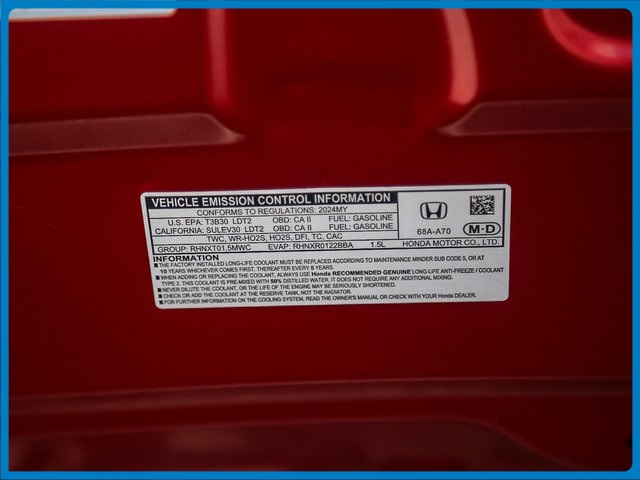 VEHICLE EMISSION CONTROL INFORMATION
CONFORMS TO REGULATIONS: 2024MY
U.S. EPA: T3B30 LDT2 OBD: CA II FUEL: GASOLINE
CALIFORNIA: SULEV30 LDT2 OBD: CA II FUEL: GASOLINE
TWC, WR-HO2S, HO2S, DFI, TC, CAC
GROUP: RHNXT01.5MWC EVAP: RHNXR0122BBA 1.5L
68A-A70 M-D
HONDA MOTOR CO., LTD.
INFORMATION
■ THE FACTORY INSTALLED LONG-LIFE COOLANT MUST BE REPLACED ACCORDING TO MAINTENANCE MINDER SUB CODE 5, OR AT
10 YEARS WHICHEVER COMES FIRST. THEREAFTER EVERY 5 YEARS.
■ WHEN ADDING OR REPLACING THE COOLANT, ALWAYS USE Honda RECOMMENDED GENUINE LONG-LIFE ANTI-FREEZE / COOLANT
TYPE 2. THIS COOLANT IS PRE-MIXED WITH 50% DISTILLED WATER. IT DOES NOT REQUIRE ANY ADDITIONAL MIXING.
■ NEVER DILUTE THE COOLANT, OR THE LIFE OF THE ENGINE MAY BE SERIOUSLY SHORTENED.
■ CHECK OR ADD THE COOLANT AT THE RESERVE TANK, NOT THE RADIATOR.
■ FOR FURTHER INFORMATION ON THE COOLING SYSTEM, READ THE OWNER'S MANUAL OR CHECK WITH YOUR Honda DEALER.